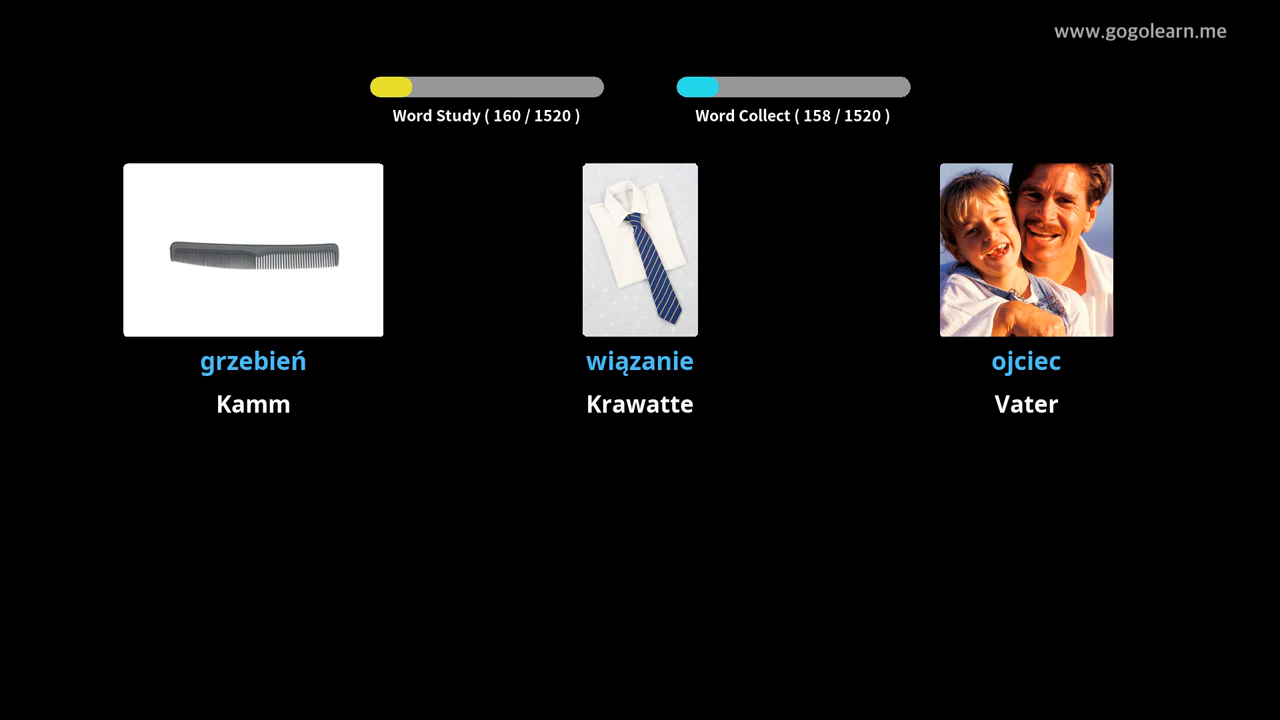 www.gogolearn.me
Word Study ( 160 / 1520 )
Word Collect ( 158 / 1520 )
grzebień
wiązanie
ojciec
Kamm
Krawatte
Vater